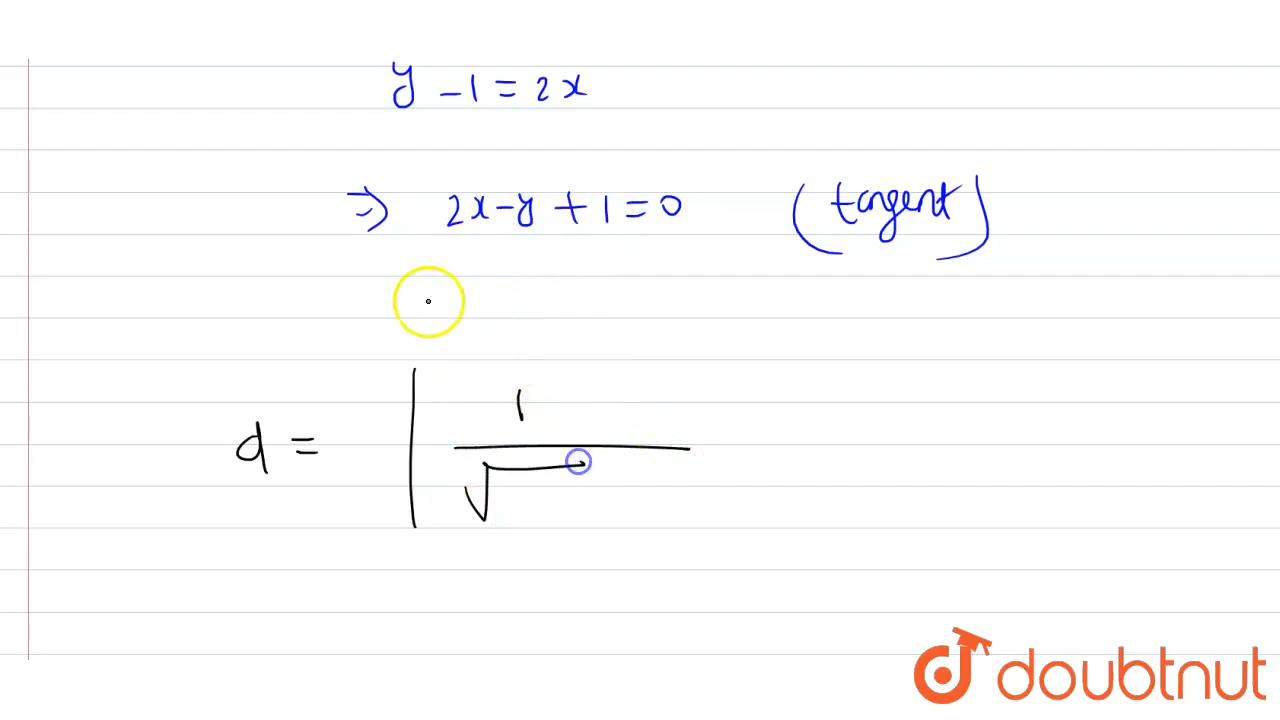 y - 1 = 2x
⇒ 2x - y + 1 = 0 (tangent)
d = | 1 / √
doubtnut